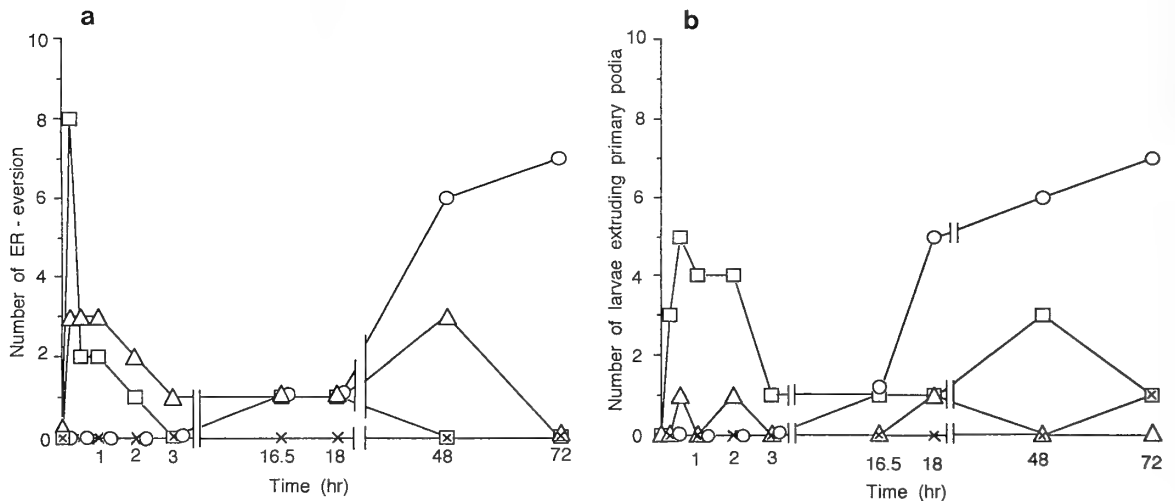 a
Number of ER - eversion
10
8
6
4
2
0
1 2 3 16.5 18 48 72
Time (hr)
b
Number of larvae extruding primary podia
10
8
6
4
2
0
1 2 3 16.5 18 48 72
Time (hr)